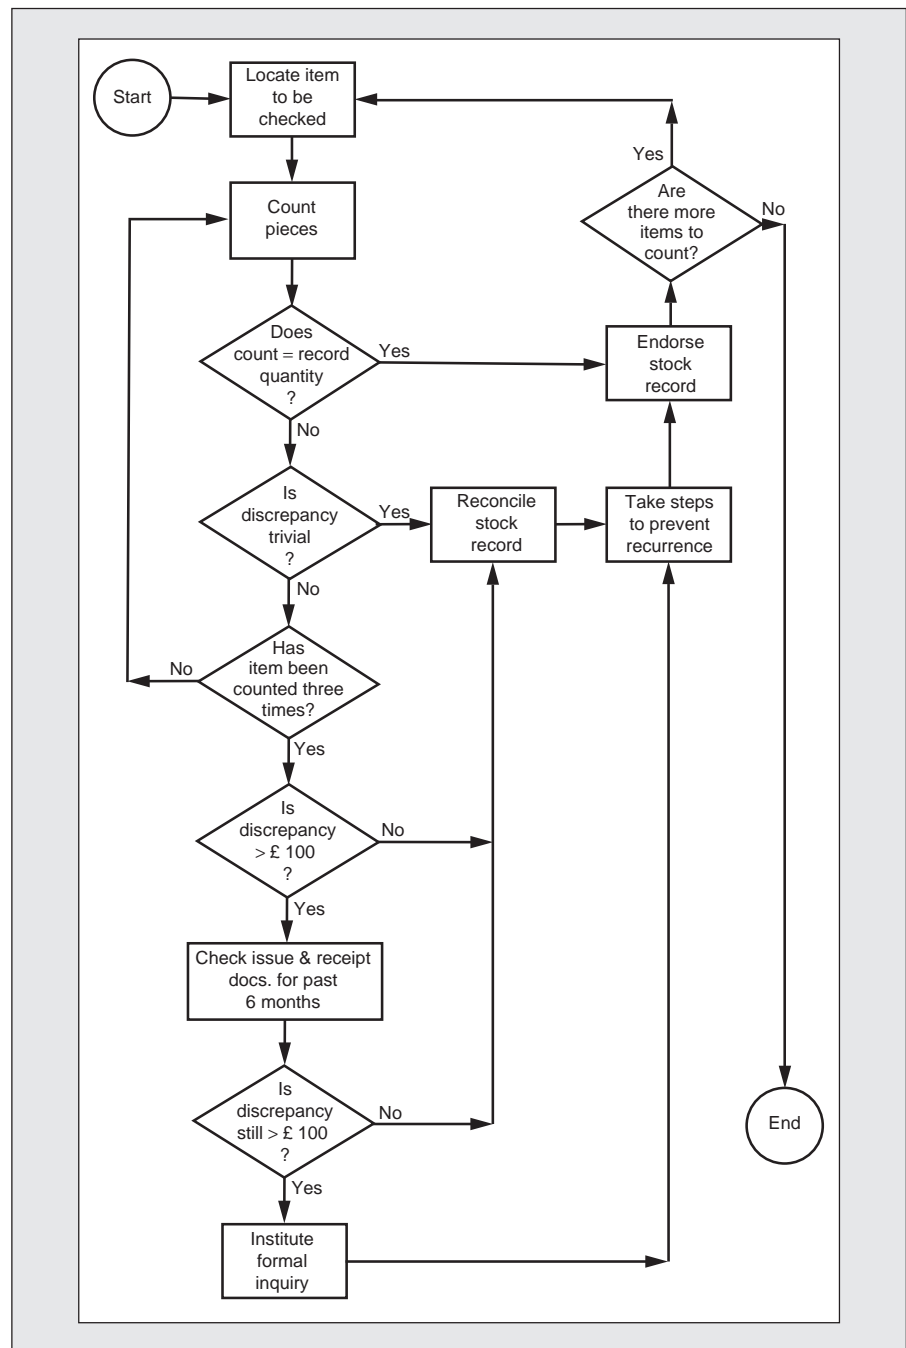 Start
Locate item
to be
checked
Count
pieces
Does
count = record
quantity
?
Yes
No
Is
discrepancy
trivial
?
Yes
No
Has
item been
counted three
times?
No
Yes
Is
discrepancy
> £ 100
?
No
Yes
Check issue & receipt
docs. for past
6 months
Is
discrepancy
still > £ 100
?
No
Yes
Institute
formal
inquiry
Reconcile
stock
record
Take steps
to prevent
recurrence
Endorse
stock
record
Are
there more
items to
count?
Yes
No
End